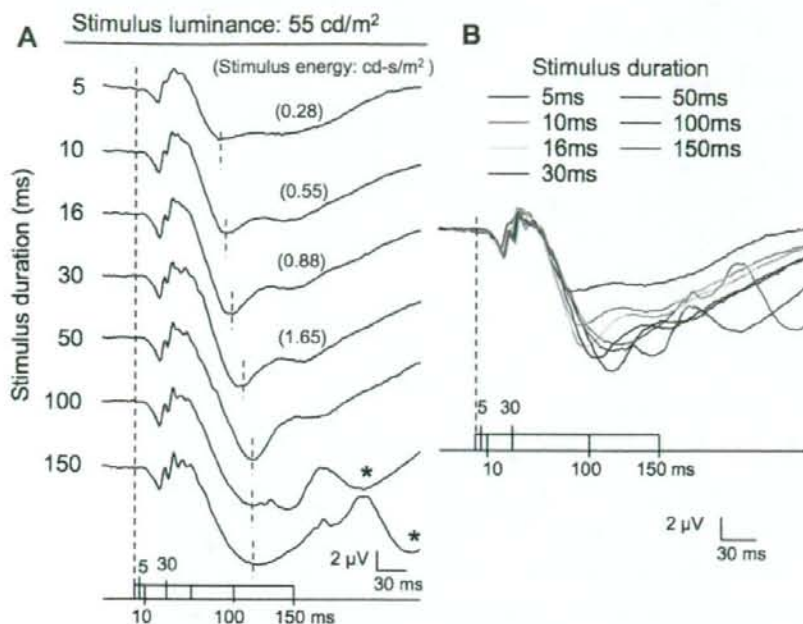 Stimulus luminance: 55 cd/m²
A
(Stimulus energy: cd-s/m²)
Stimulus duration (ms)
5
(0.28)
10
(0.55)
16
(0.88)
30
(1.65)
50
100
150
*
*
2 µV
30 ms
5
30
10
100
150 ms
B
Stimulus duration
5ms
50ms
10ms
100ms
16ms
150ms
30ms
5
30
10
100
150 ms
2 µV
30 ms